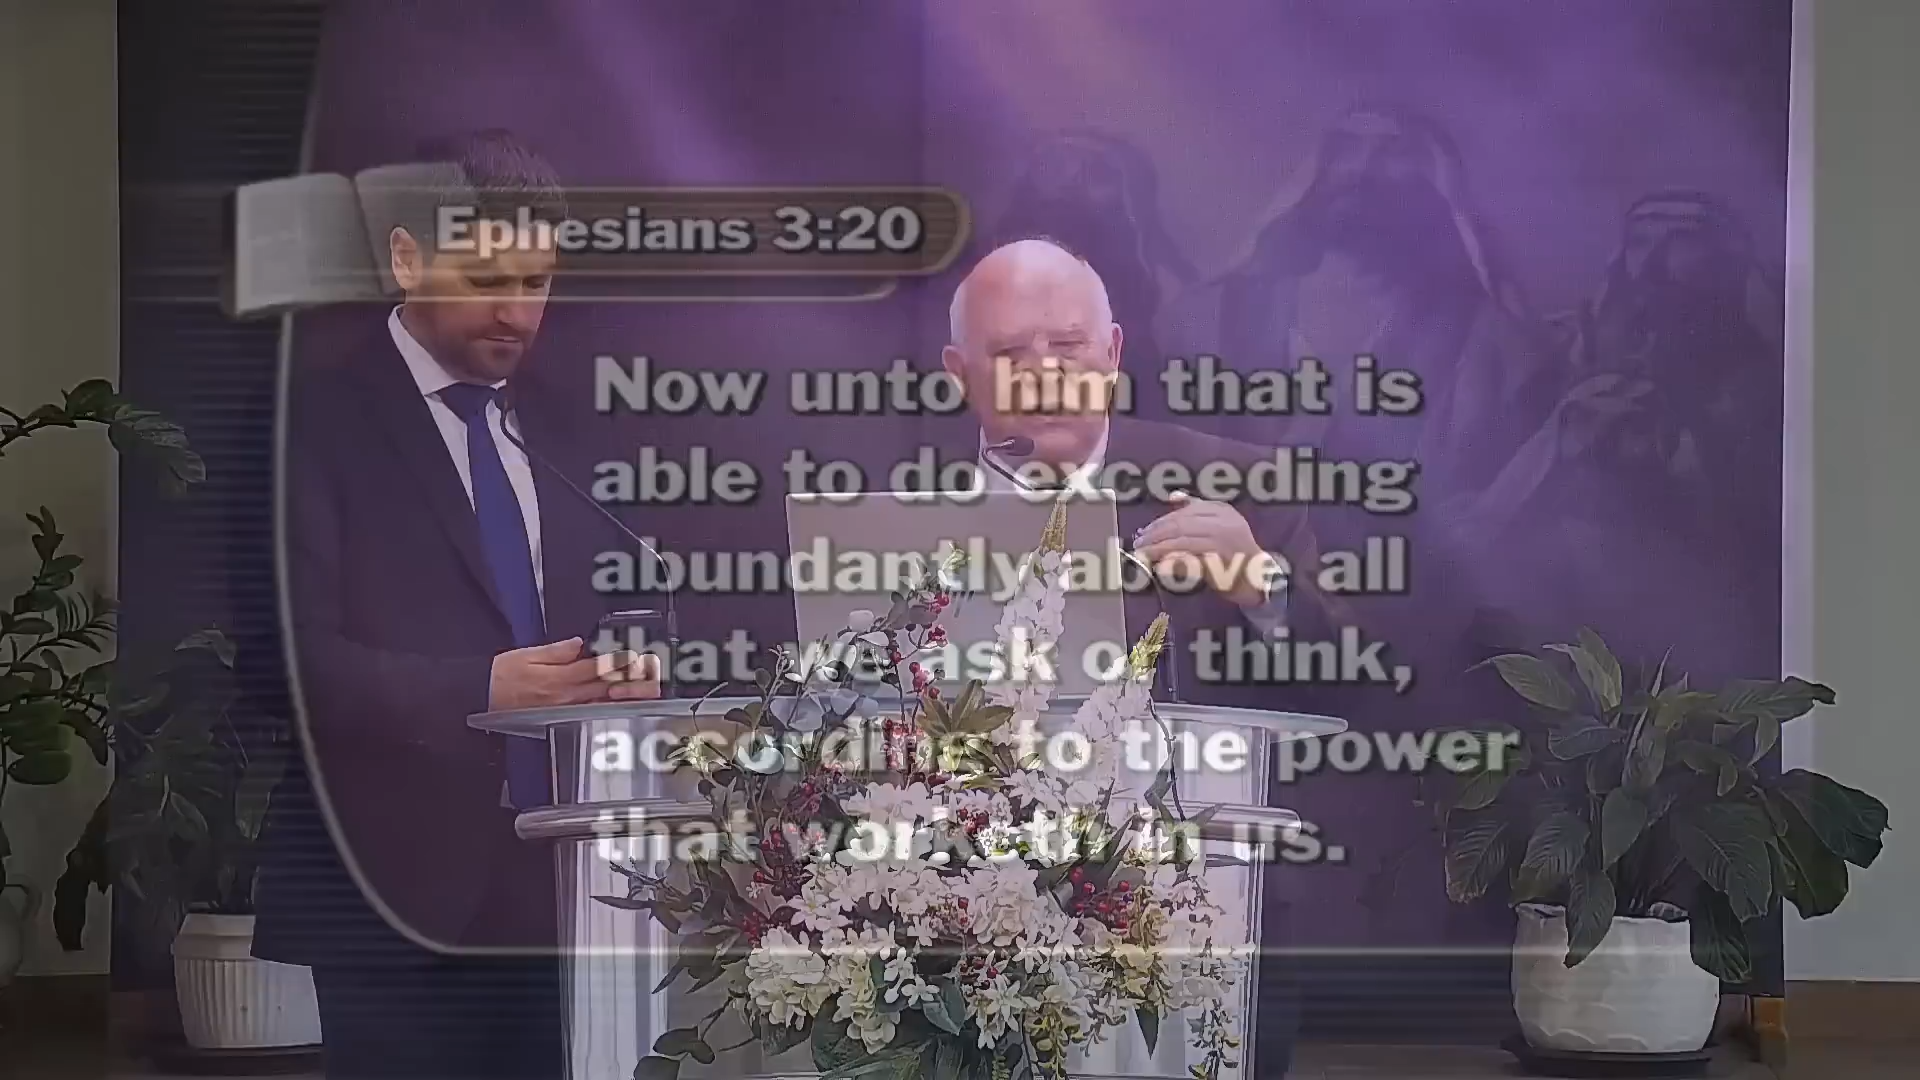 Ephesians 3:20
Now unto him that is
able to do exceeding
abundantly above all
that we ask or think,
according to the power
that worketh in us.